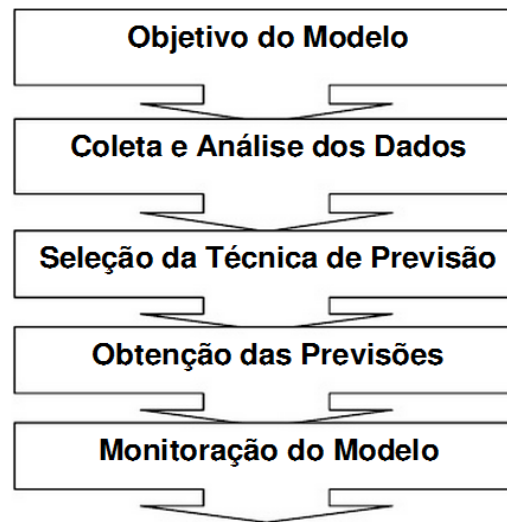 Objetivo do Modelo
Coleta e Análise dos Dados
Seleção da Técnica de Previsão
Obtenção das Previsões
Monitoração do Modelo